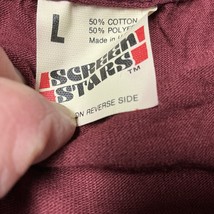 L
50% COTTON
50% POLYE
Made in
SCREEN
STARS
TM
ON REVERSE SIDE